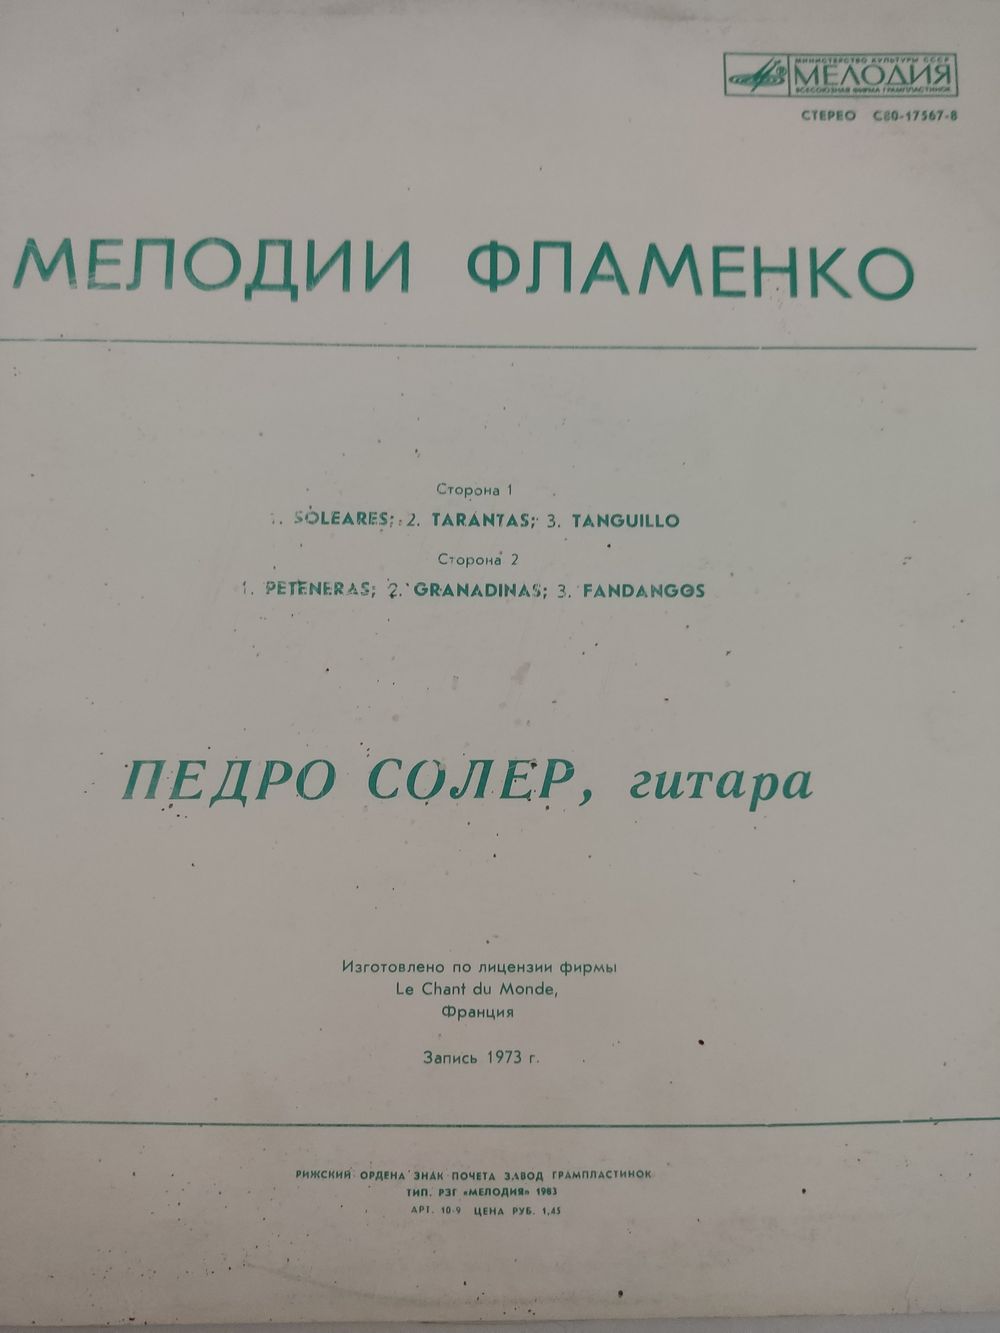 МИНИСТЕРСТВО КУЛЬТУРЫ СССР
МЕЛОДИЯ
ВСЕСОЮЗНАЯ ФИРМА ГРАМПЛАСТИНОК
СТЕРЕО С80-17567-8
МЕЛОДИИ ФЛАМЕНКО
Сторона 1
1. SOLEARES; 2. TARANTAS; 3. TANGUILLO
Сторона 2
1. PETENERAS; 2. GRANADINAS; 3. FANDANGOS
ПЕДРО СОЛЕР, гитара
Изготовлено по лицензии фирмы
Le Chant du Monde,
Франция
Запись 1973 г.
РИЖСКИЙ ОРДЕНА ЗНАК ПОЧЕТА ЗАВОД ГРАМПЛАСТИНОК
ТИП. РЗГ «МЕЛОДИЯ» 1983
АРТ. 10-9 ЦЕНА РУБ. 1,45